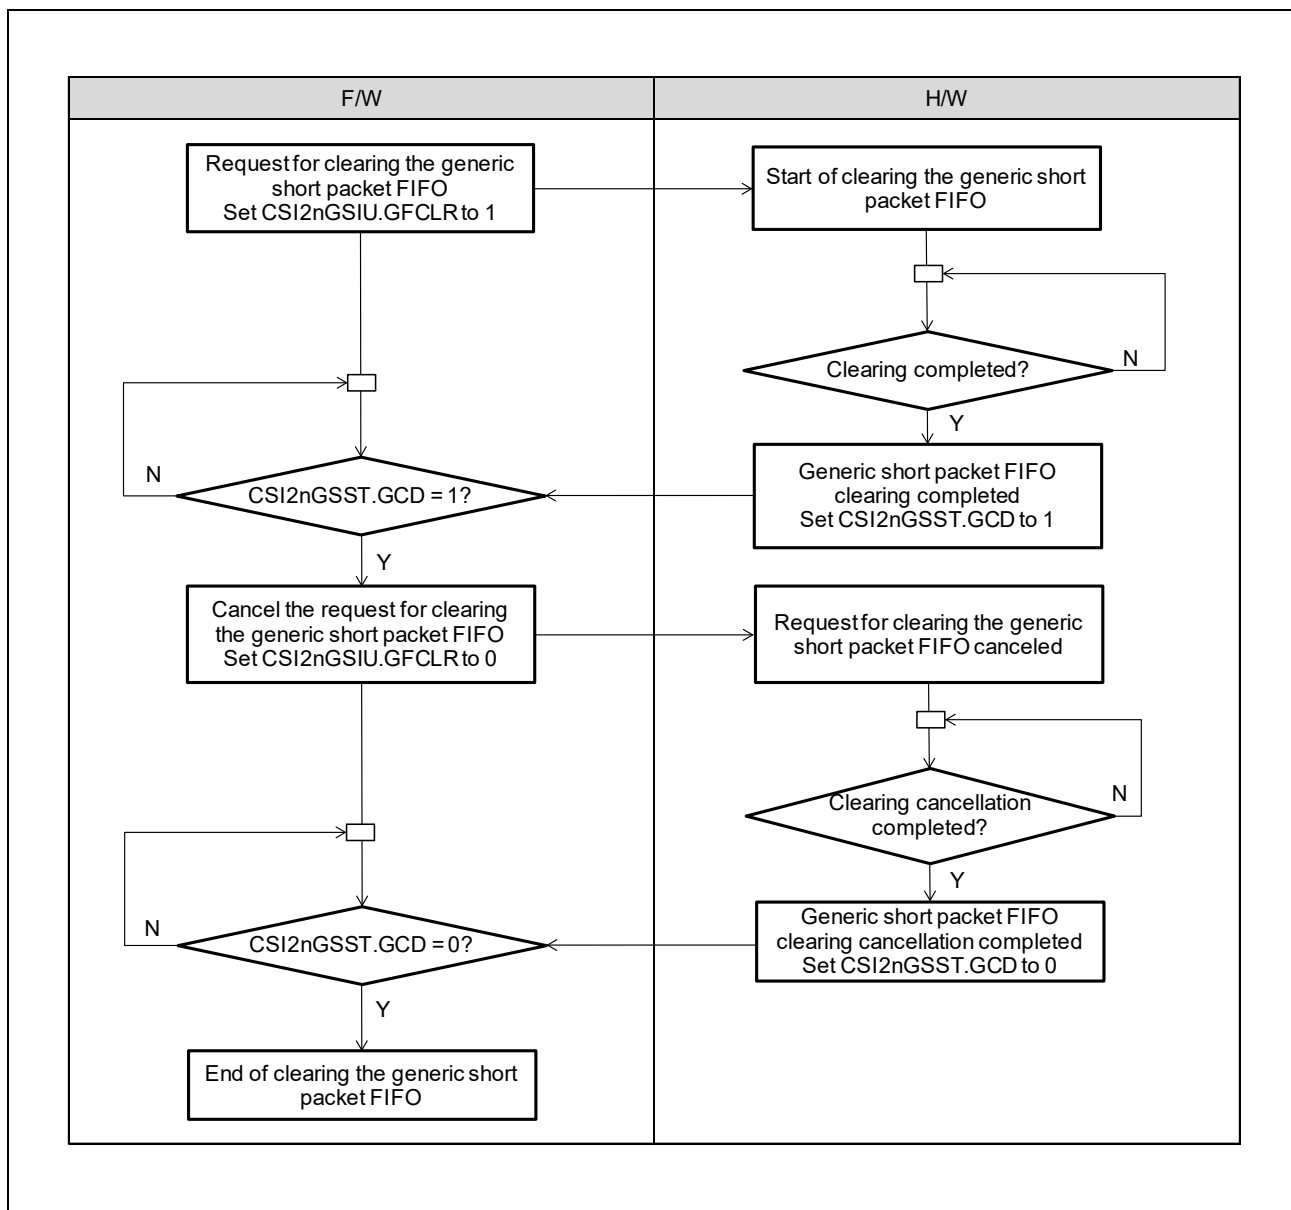 F/W
H/W
Request for clearing the generic
short packet FIFO
Set CSI2nGSIU.GFCLR to 1
Start of clearing the generic short
packet FIFO
Clearing completed?
N
Y
Generic short packet FIFO
clearing completed
Set CSI2nGSST.GCD to 1
N
CSI2nGSST.GCD = 1?
Y
Cancel the request for clearing
the generic short packet FIFO
Set CSI2nGSIU.GFCLR to 0
Request for clearing the generic
short packet FIFO canceled
Clearing cancellation
completed?
N
Y
Generic short packet FIFO
clearing cancellation completed
Set CSI2nGSST.GCD to 0
N
CSI2nGSST.GCD = 0?
Y
End of clearing the generic short
packet FIFO